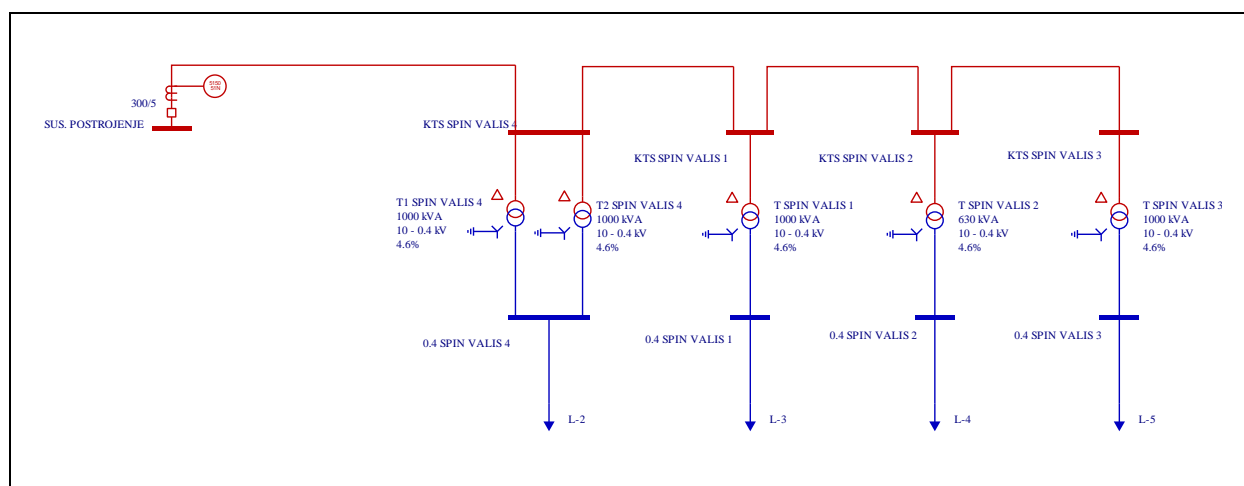 5150
51N
300/5
SUS. POSTROJENJE
KTS SPIN VALIS 4
KTS SPIN VALIS 1
KTS SPIN VALIS 2
KTS SPIN VALIS 3
T1 SPIN VALIS 4
1000 kVA
10 - 0.4 kV
4.6%
T2 SPIN VALIS 4
1000 kVA
10 - 0.4 kV
4.6%
T SPIN VALIS 1
1000 kVA
10 - 0.4 kV
4.6%
T SPIN VALIS 2
630 kVA
10 - 0.4 kV
4.6%
T SPIN VALIS 3
1000 kVA
10 - 0.4 kV
4.6%
0.4 SPIN VALIS 4
0.4 SPIN VALIS 1
0.4 SPIN VALIS 2
0.4 SPIN VALIS 3
L-2
L-3
L-4
L-5